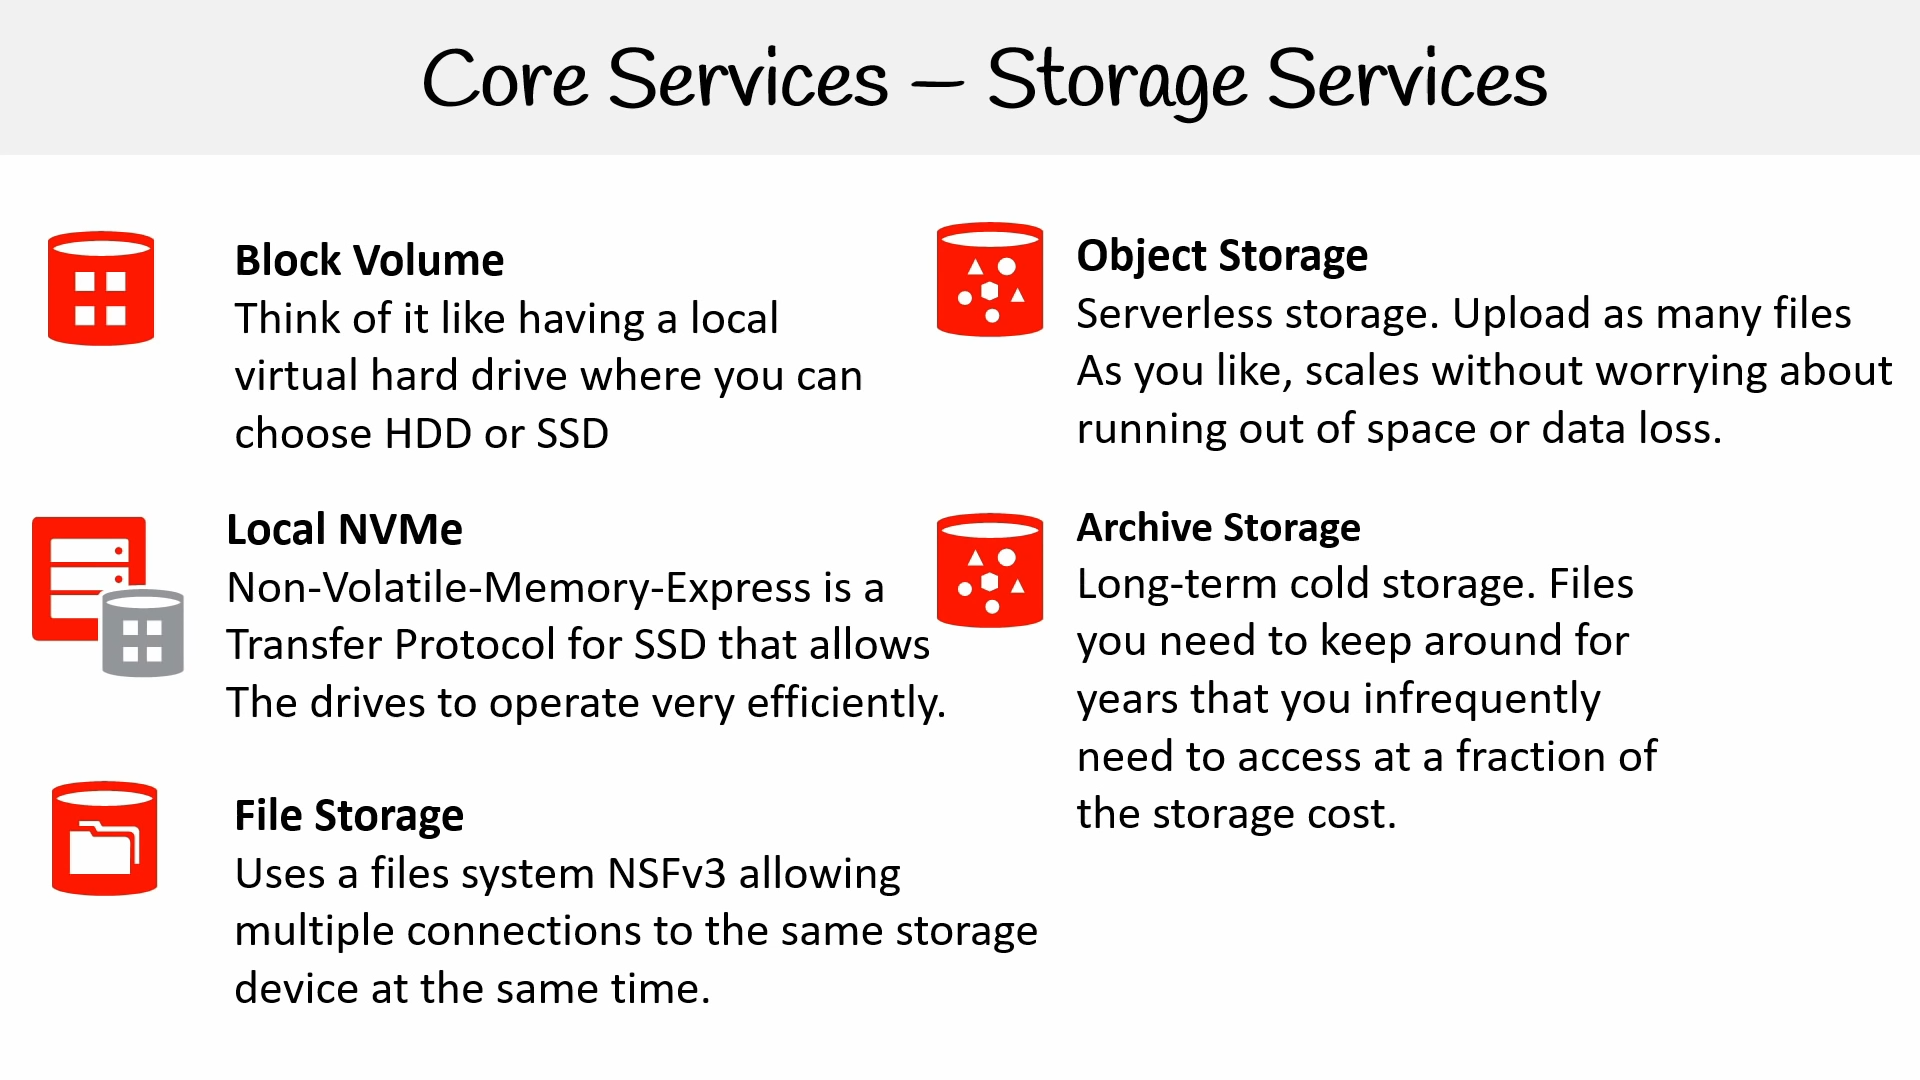 Core Services – Storage Services
Block Volume
Think of it like having a local
virtual hard drive where you can
choose HDD or SSD
Local NVMe
Non-Volatile-Memory-Express is a
Transfer Protocol for SSD that allows
The drives to operate very efficiently.
File Storage
Uses a files system NSFv3 allowing
multiple connections to the same storage
device at the same time.
Object Storage
Serverless storage. Upload as many files
As you like, scales without worrying about
running out of space or data loss.
Archive Storage
Long-term cold storage. Files
you need to keep around for
years that you infrequently
need to access at a fraction of
the storage cost.